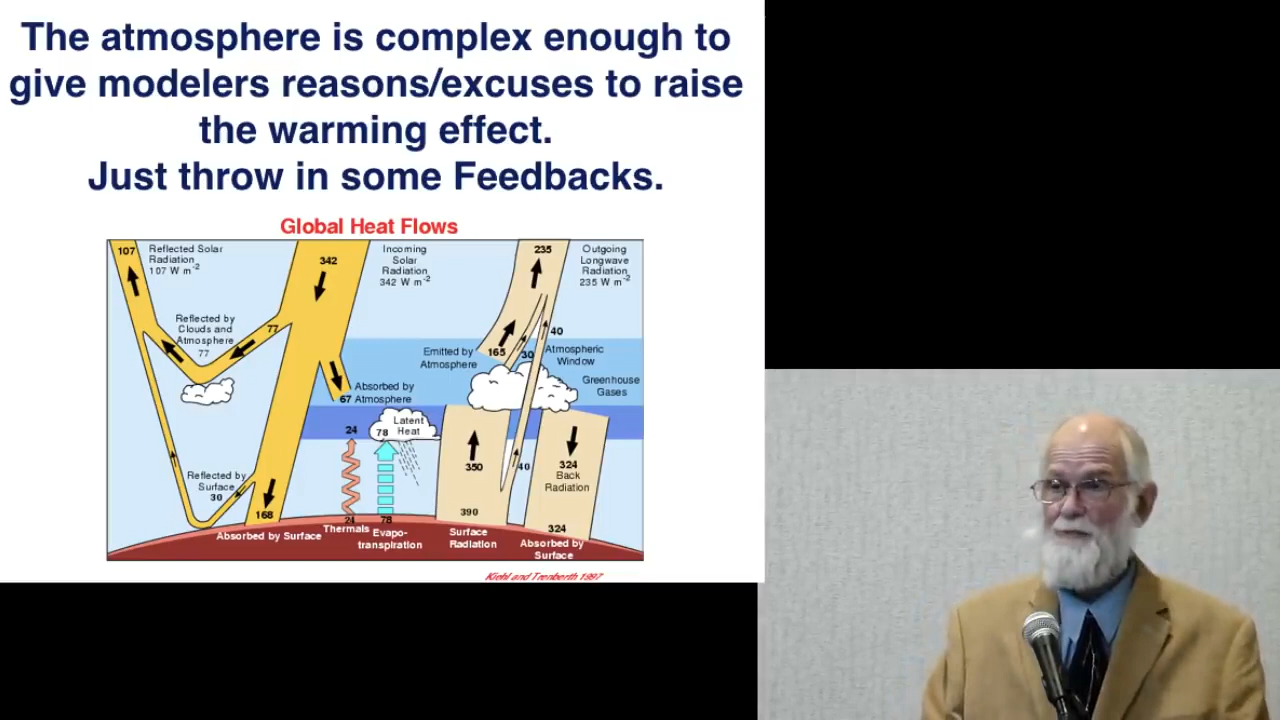 The atmosphere is complex enough to
give modelers reasons/excuses to raise
the warming effect.
Just throw in some Feedbacks.
Global Heat Flows
107
Reflected Solar
Radiation
107 W m-2
342
Incoming
Solar
Radiation
342 W m-2
235
Outgoing
Longwave
Radiation
235 W m-2
Reflected by
Clouds and
Atmosphere
77
77
Emitted by
Atmosphere
165
30
40
Atmospheric
Window
Greenhouse
Gases
Absorbed by
67 Atmosphere
24
78
Latent
Heat
350
40
324
Back
Radiation
Reflected by
Surface
30
168
Absorbed by Surface
24
Thermals
78
Evapo-
transpiration
390
Surface
Radiation
324
Absorbed by
Surface
Kiehl and Trenberth 1997